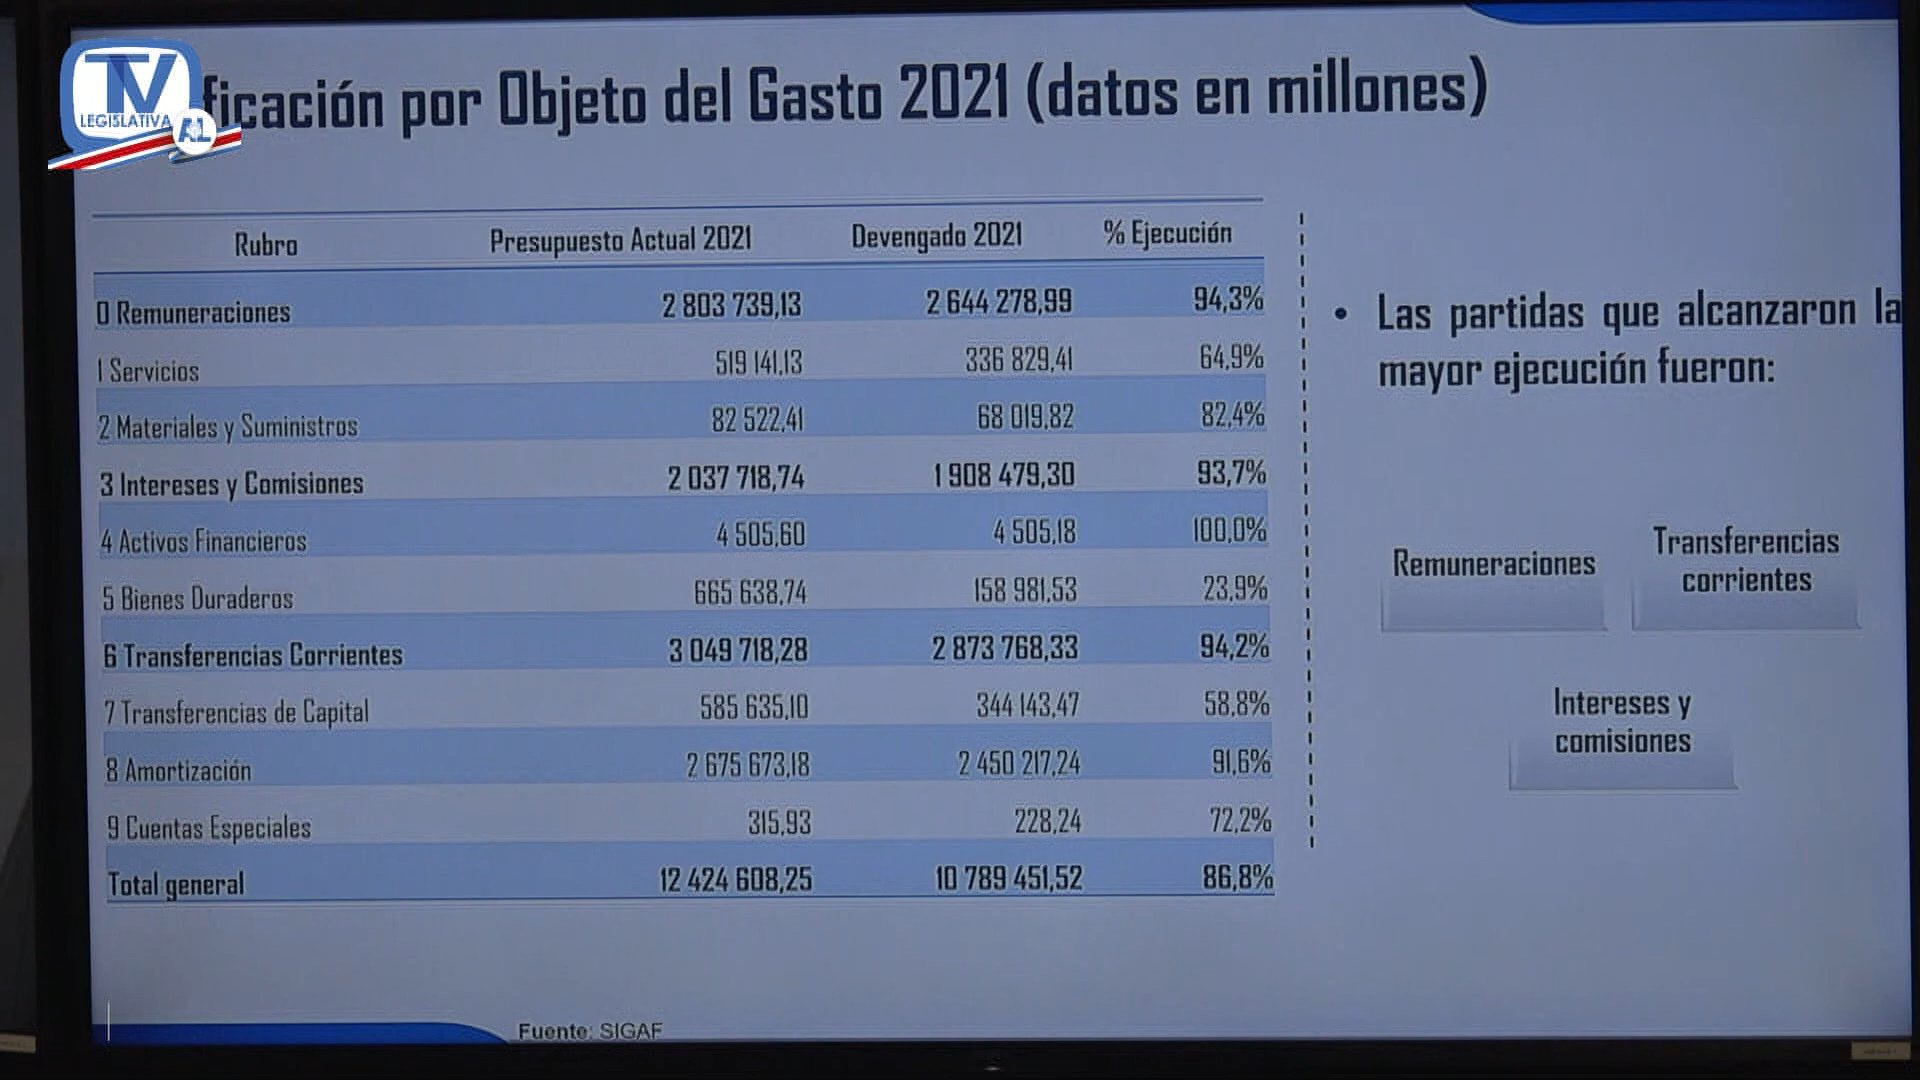 TV
LEGISLATIVA
AL
ficación por Objeto del Gasto 2021 (datos en millones)
Rubro Presupuesto Actual 2021 Devengado 2021 % Ejecución
0 Remuneraciones 2 803 739,13 2 644 278,99 94,3%
1 Servicios 519 141,13 336 829,41 64,9%
2 Materiales y Suministros 82 522,41 68 019,82 82,4%
3 Intereses y Comisiones 2 037 718,74 1 908 479,30 93,7%
4 Activos Financieros 4 505,60 4 505,18 100,0%
5 Bienes Duraderos 665 638,74 158 981,53 23,9%
6 Transferencias Corrientes 3 049 718,28 2 873 768,33 94,2%
7 Transferencias de Capital 585 635,10 344 143,47 58,8%
8 Amortización 2 675 673,18 2 450 217,24 91,6%
9 Cuentas Especiales 315,93 228,24 72,2%
Total general 12 424 608,25 10 789 451,52 86,8%
• Las partidas que alcanzaron la
mayor ejecución fueron:
Remuneraciones
Transferencias
corrientes
Intereses y
comisiones
Fuente: SIGAF